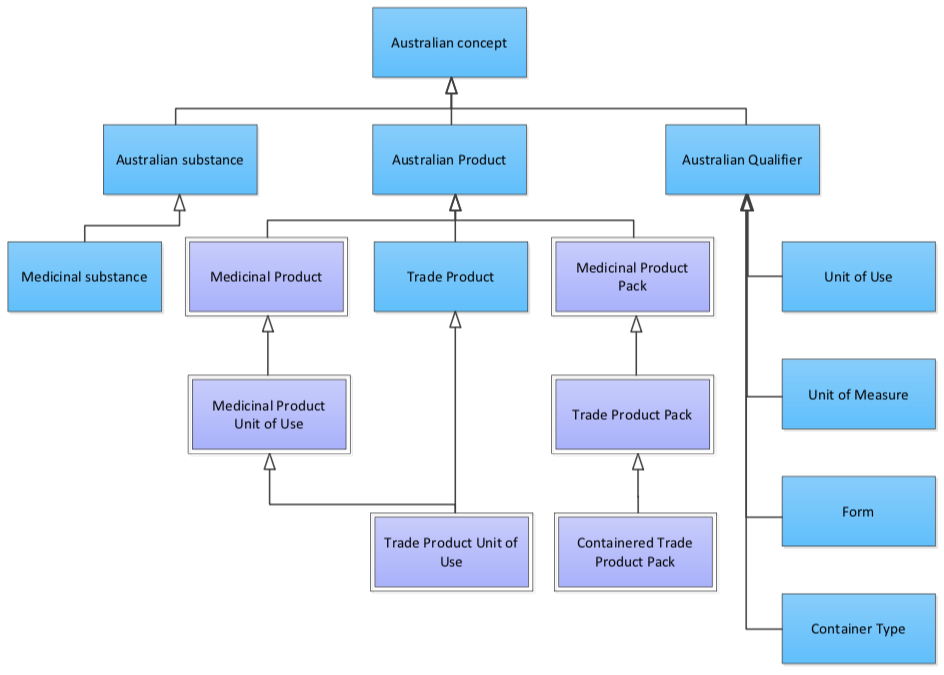 Australian concept
Australian substance
Australian Product
Australian Qualifier
Medicinal substance
Medicinal Product
Trade Product
Medicinal Product
Pack
Unit of Use
Medicinal Product
Unit of Use
Trade Product Pack
Unit of Measure
Trade Product Unit of
Use
Containered Trade
Product Pack
Form
Container Type